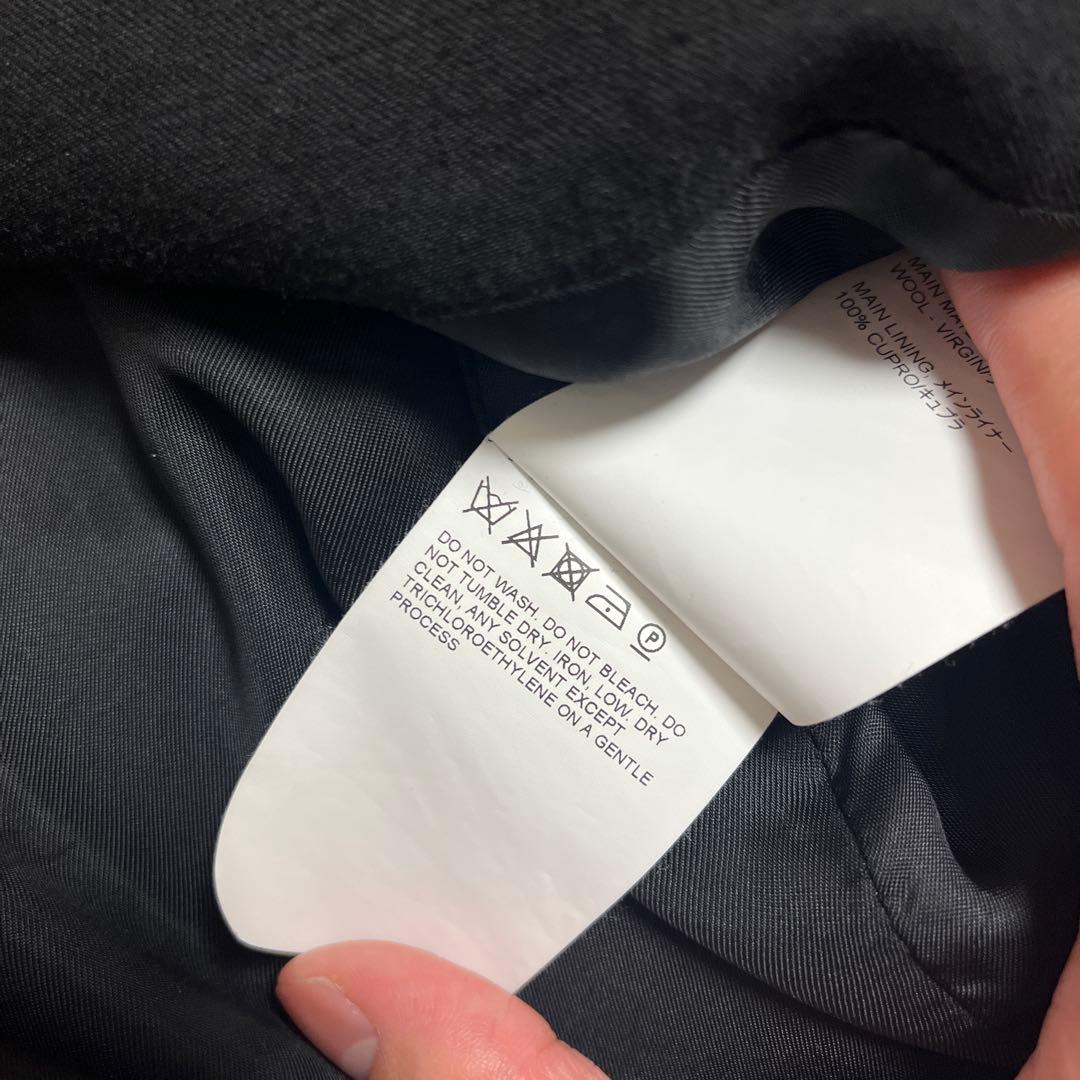 MAIN
WOOL - VIRGIN
MAIN LINING, メインライナー
100% CUPRO/キュプラ
P
DO NOT WASH, DO NOT BLEACH, DO
NOT TUMBLE DRY. IRON, LOW. DRY
CLEAN, ANY SOLVENT EXCEPT
TRICHLOROETHYLENE ON A GENTLE
PROCESS